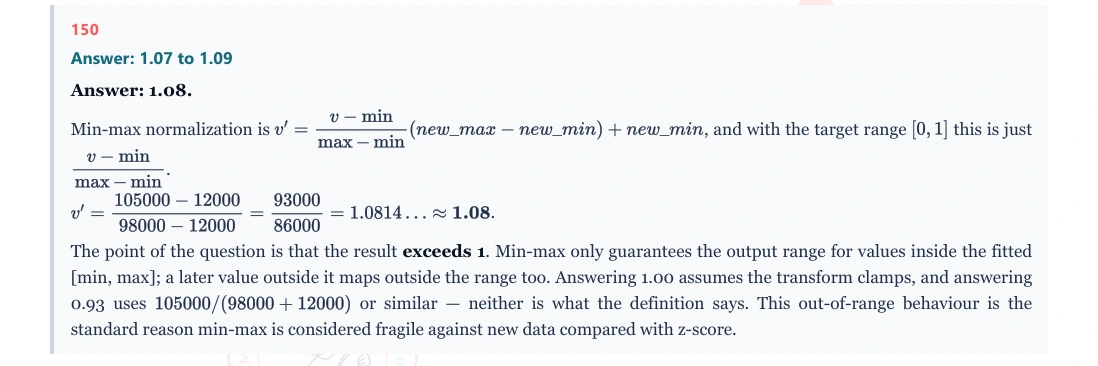 150
Answer: 1.07 to 1.09
Answer: 1.08.
Min-max normalization is v′ = (v − min)/(max − min) (new_max − new_min) + new_min, and with the target range [0, 1] this is just
(v − min)/(max − min).
v′ = (105000 − 12000)/(98000 − 12000) = 93000/86000 = 1.0814… ≈ 1.08.
The point of the question is that the result exceeds 1. Min-max only guarantees the output range for values inside the fitted
[min, max]; a later value outside it maps outside the range too. Answering 1.00 assumes the transform clamps, and answering
0.93 uses 105000/(98000 + 12000) or similar — neither is what the definition says. This out-of-range behaviour is the
standard reason min-max is considered fragile against new data compared with z-score.